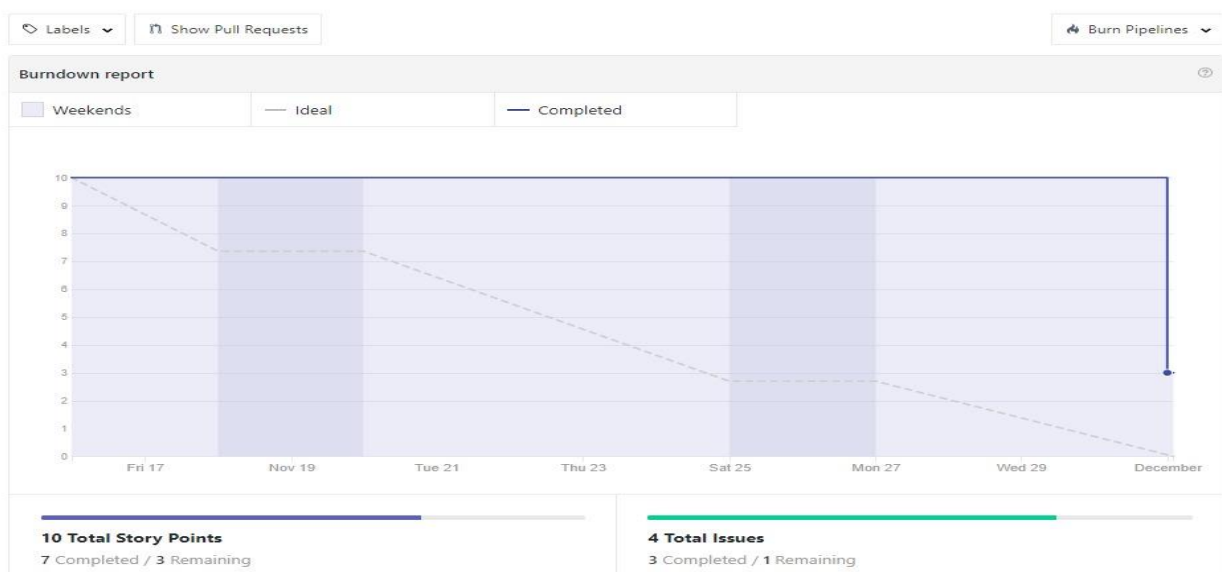 Labels
Show Pull Requests
Burn Pipelines
Burndown report
Weekends
Ideal
Completed
10
9
8
7
6
5
4
3
2
1
0
Fri 17
Nov 19
Tue 21
Thu 23
Sat 25
Mon 27
Wed 29
December
10 Total Story Points
7 Completed / 3 Remaining
4 Total Issues
3 Completed / 1 Remaining